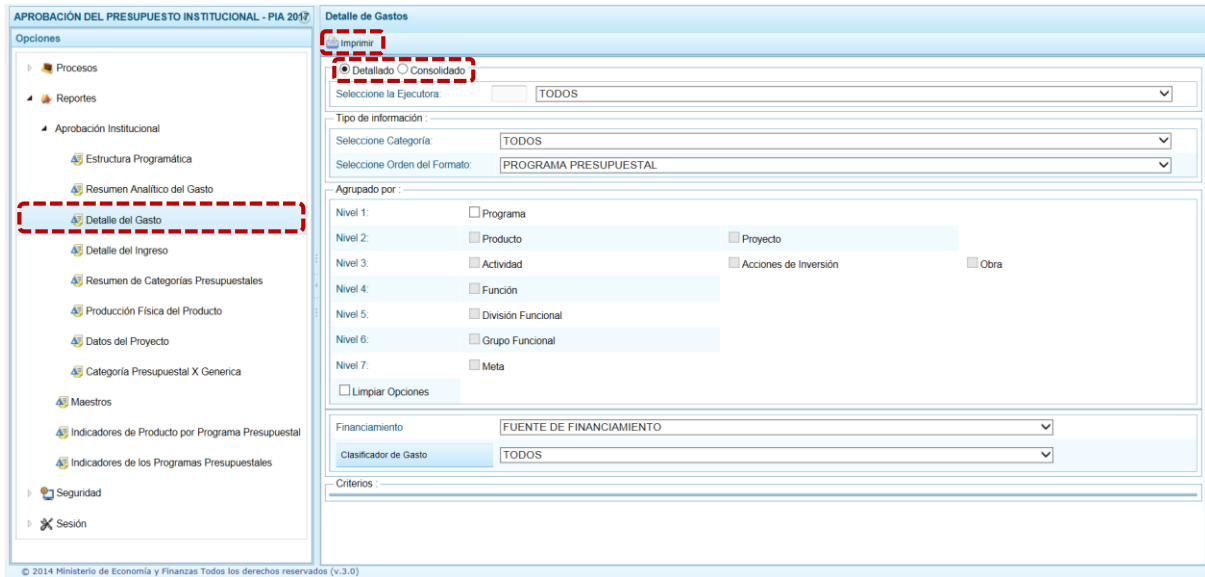 APROBACIÓN DEL PRESUPUESTO INSTITUCIONAL - PIA 2017
Opciones
Procesos
Reportes
Aprobación Institucional
Estructura Programática
Resumen Analítico del Gasto
Detalle del Gasto
Detalle del Ingreso
Resumen de Categorías Presupuestales
Producción Física del Producto
Datos del Proyecto
Categoría Presupuestal X Generica
Maestros
Indicadores de Producto por Programa Presupuestal
Indicadores de los Programas Presupuestales
Seguridad
Sesión
Detalle de Gastos
Imprimir
Detallado Consolidado
Seleccione la Ejecutora: TODOS
Tipo de información :
Seleccione Categoría: TODOS
Seleccione Orden del Formato: PROGRAMA PRESUPUESTAL
Agrupado por :
Nivel 1: Programa
Nivel 2: Producto Proyecto
Nivel 3: Actividad Acciones de Inversión Obra
Nivel 4: Función
Nivel 5: División Funcional
Nivel 6: Grupo Funcional
Nivel 7: Meta
Limpiar Opciones
Financiamiento FUENTE DE FINANCIAMIENTO
Clasificador de Gasto TODOS
Criterios :
© 2014 Ministerio de Economía y Finanzas Todos los derechos reservados (v.3.0)